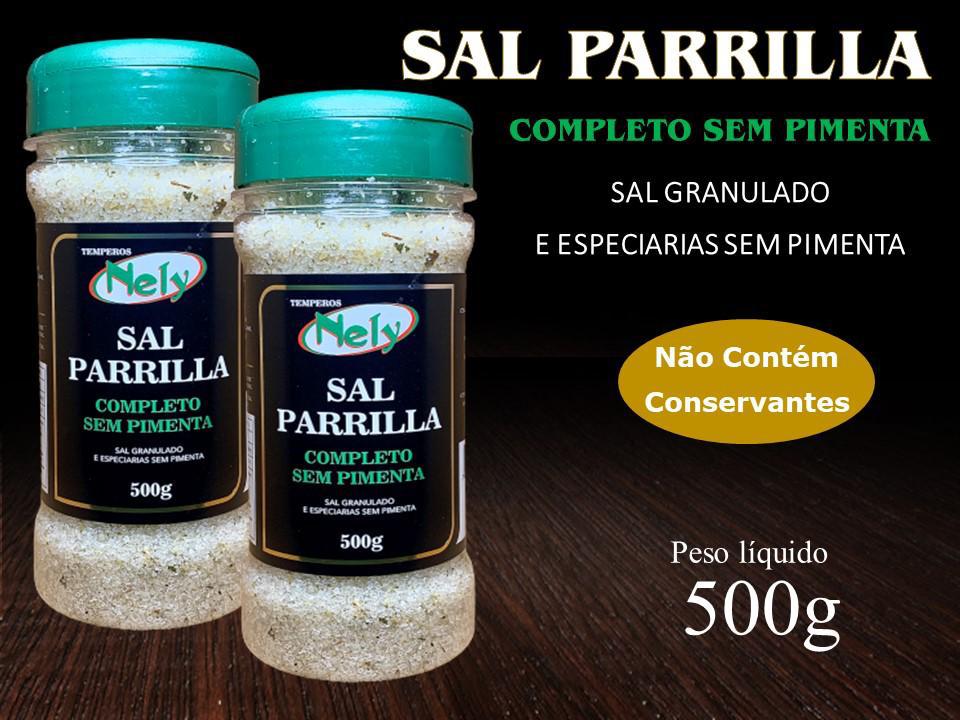 SAL PARRILLA
COMPLETO SEM PIMENTA
SAL GRANULADO
E ESPECIARIAS SEM PIMENTA
Não Contém
Conservantes
Peso líquido
500g
TEMPEROS
Nely
SAL
PARRILLA
COMPLETO
SEM PIMENTA
SAL GRANULADO
E ESPECIARIAS SEM PIMENTA
500g
TEMPEROS
Nely
SAL
PARRILLA
COMPLETO
SEM PIMENTA
SAL GRANULADO
E ESPECIARIAS SEM PIMENTA
500g